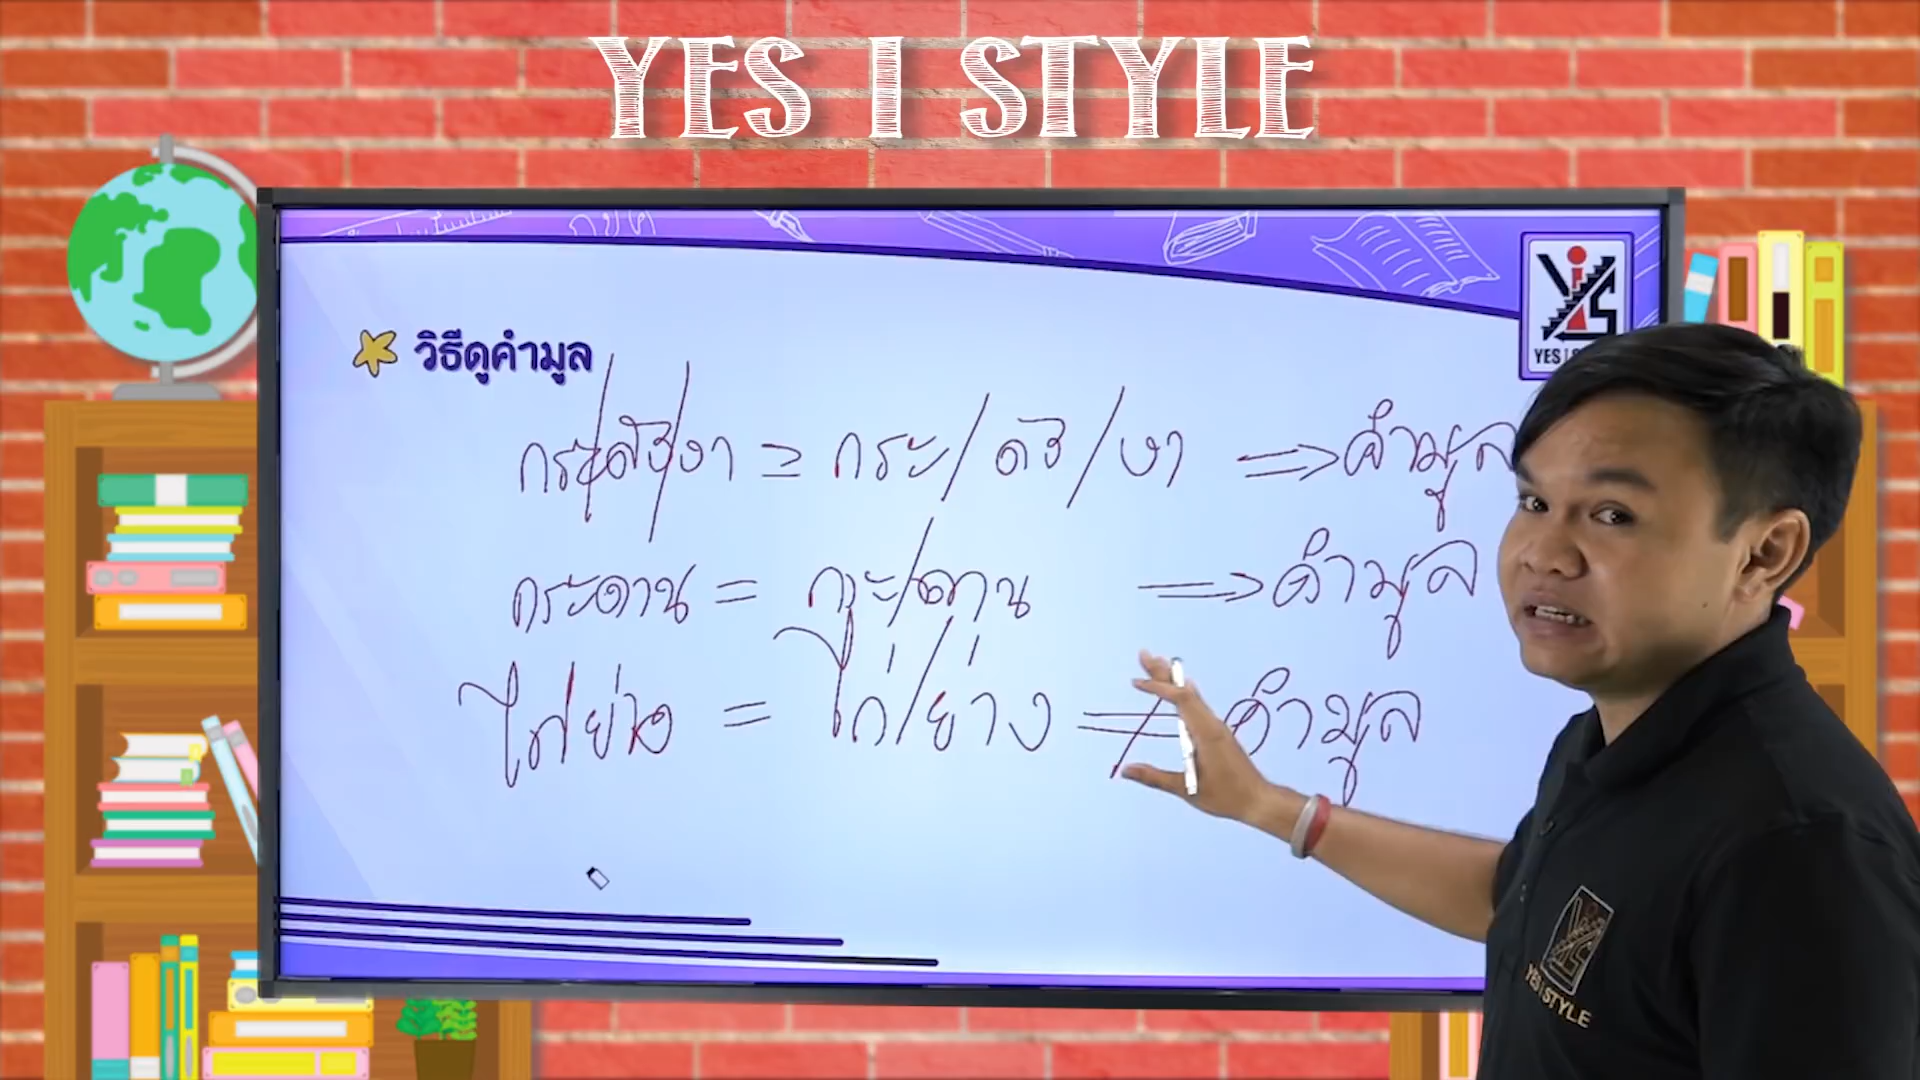 YES I STYLE
กขค
วิธีดูคำมูล
กระดังงา = กระ/ดัง/งา ⇒ คำมูล
กระดาน = กระ/ดาน ⇒ คำมูล
ไก่ย่าง = ไก่/ย่าง ≠ คำมูล
YES I STYLE